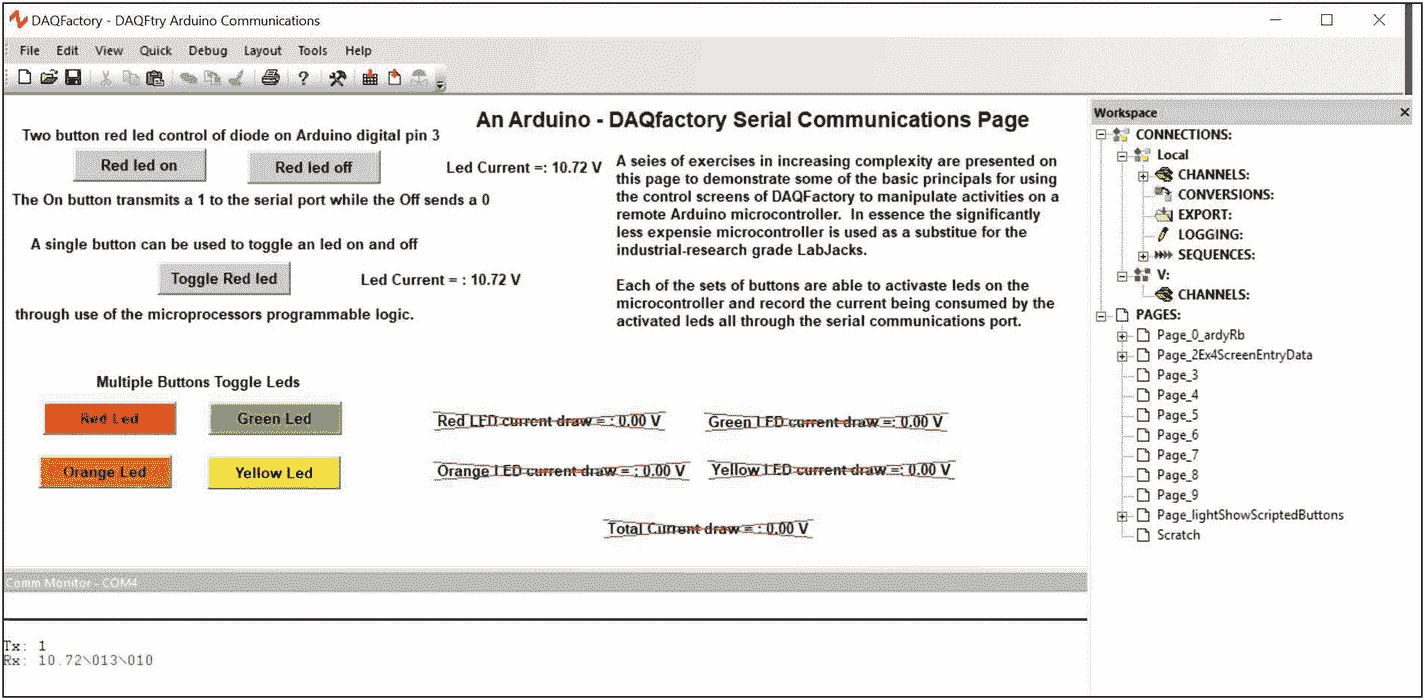 DAQFactory - DAQFtry Arduino Communications
File Edit View Quick Debug Layout Tools Help
An Arduino - DAQfactory Serial Communications Page
Two button red led control of diode on Arduino digital pin 3
Red led on
Red led off
Led Current =: 10.72 V
The On button transmits a 1 to the serial port while the Off sends a 0
A single button can be used to toggle an led on and off
Toggle Red led
Led Current = : 10.72 V
through use of the microprocessors programmable logic.
A seies of exercises in increasing complexity are presented on
this page to demonstrate some of the basic principals for using
the control screens of DAQFactory to manipulate activities on a
remote Arduino microcontroller. In essence the significantly
less expensie microcontroller is used as a substitue for the
industrial-research grade LabJacks.
Each of the sets of buttons are able to activaste leds on the
microcontroller and record the current being consumed by the
activated leds all through the serial communications port.
Multiple Buttons Toggle Leds
Red Led
Green Led
Orange Led
Yellow Led
Red LED current draw = : 0.00 V
Green LED current draw =: 0.00 V
Orange LED current draw = : 0.00 V
Yellow LED current draw =: 0.00 V
Total Current draw = : 0.00 V
Comm Monitor - COM4
Tx: 1
Rx: 10.72\013\010
Workspace
CONNECTIONS:
Local
CHANNELS:
CONVERSIONS:
EXPORT:
LOGGING:
SEQUENCES:
V:
CHANNELS:
PAGES:
Page_0_ardyRb
Page_2Ex4ScreenEntryData
Page_3
Page_4
Page_5
Page_6
Page_7
Page_8
Page_9
Page_lightShowScriptedButtons
Scratch